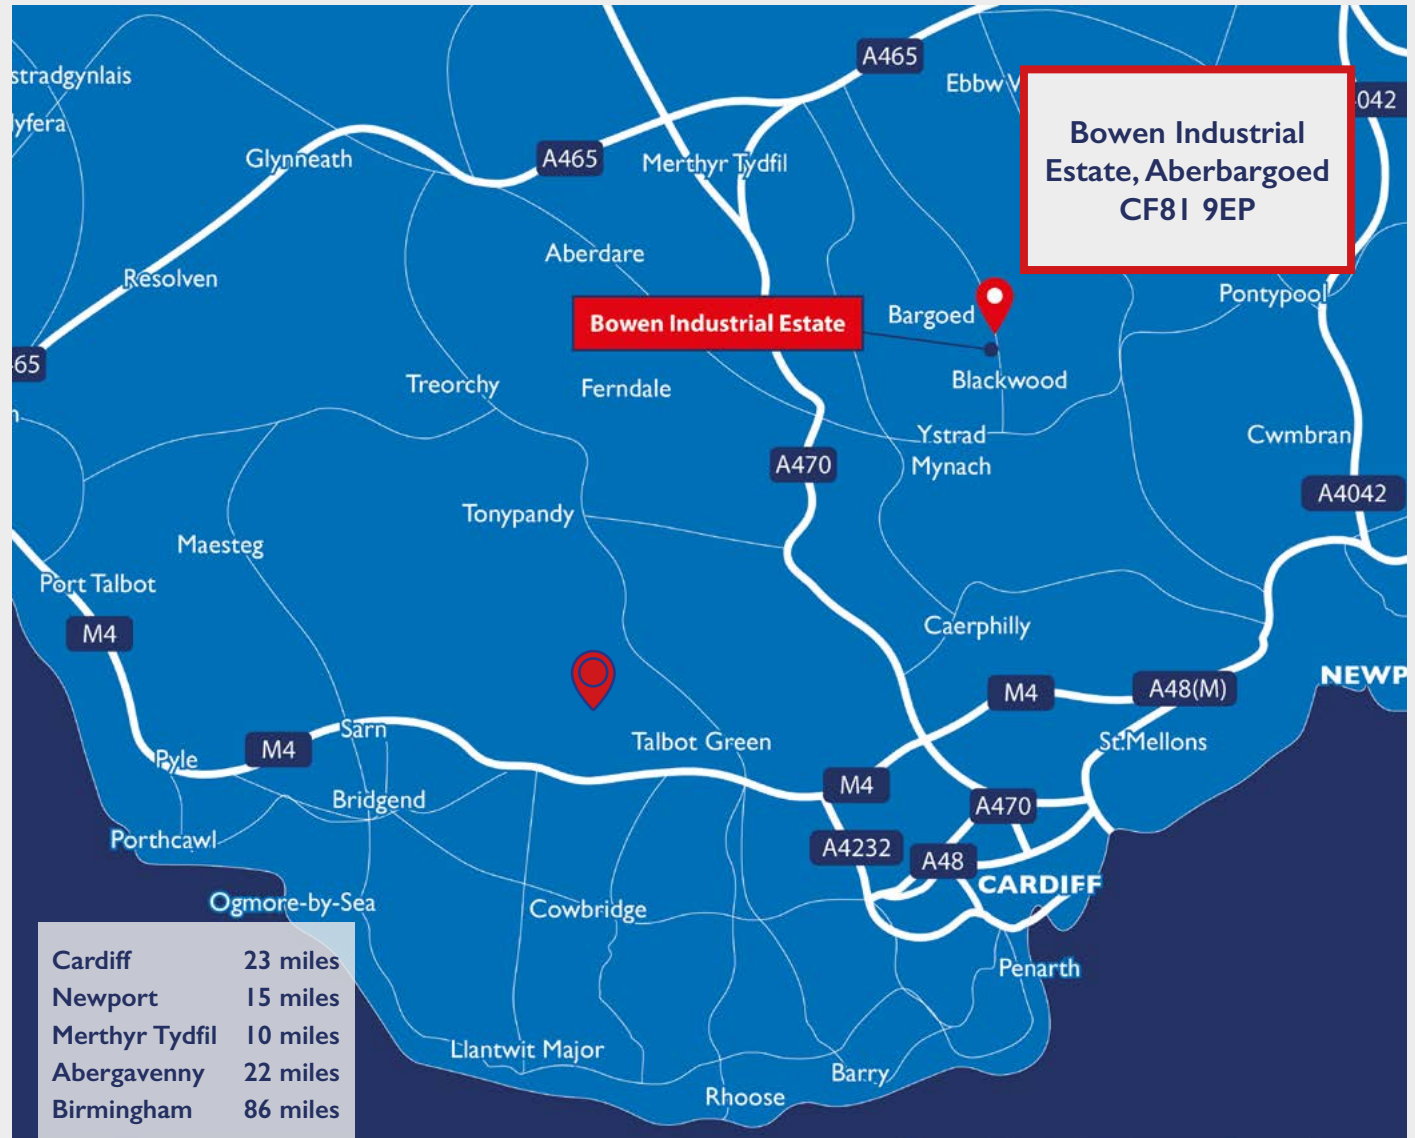 A465
stradgynlais
Ebbw V
042
lyfera
Bowen Industrial
Estate, Aberbargoed
CF81 9EP
Glynneath
A465
Merthyr Tydfil
Aberdare
Resolven
Pontypool
Bowen Industrial Estate
Bargoed
65
Treorchy
Ferndale
Blackwood
Ystrad
Mynach
Cwmbran
A470
A4042
Tonypandy
Maesteg
Port Talbot
M4
Caerphilly
NEWP
M4
A48(M)
Sarn
M4
Talbot Green
St.Mellons
Pyle
M4
Bridgend
A470
Porthcawl
A4232
A48
CARDIFF
Ogmore-by-Sea
Cowbridge
Penarth
Cardiff 23 miles
Newport 15 miles
Merthyr Tydfil 10 miles
Abergavenny 22 miles
Birmingham 86 miles
Llantwit Major
Barry
Rhoose